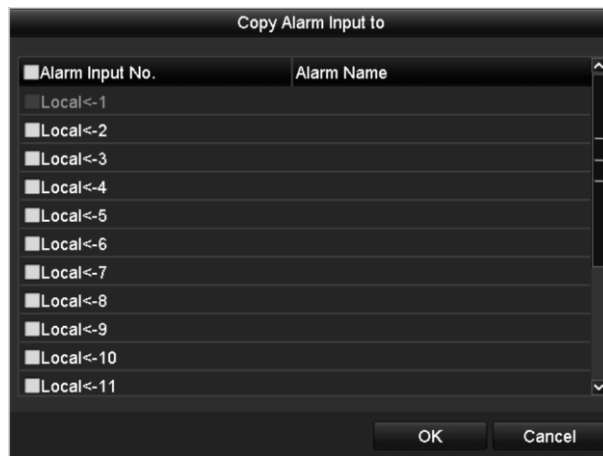 Copy Alarm Input to
Alarm Input No. Alarm Name
Local<-1
Local<-2
Local<-3
Local<-4
Local<-5
Local<-6
Local<-7
Local<-8
Local<-9
Local<-10
Local<-11
OK Cancel